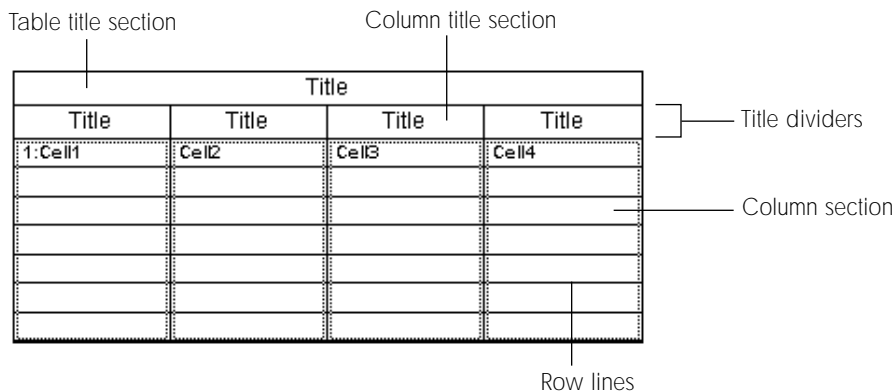 Table title section
Column title section
Title
Title Title Title Title
Title dividers
1:Cell1 Cell2 Cell3 Cell4
Column section
Row lines